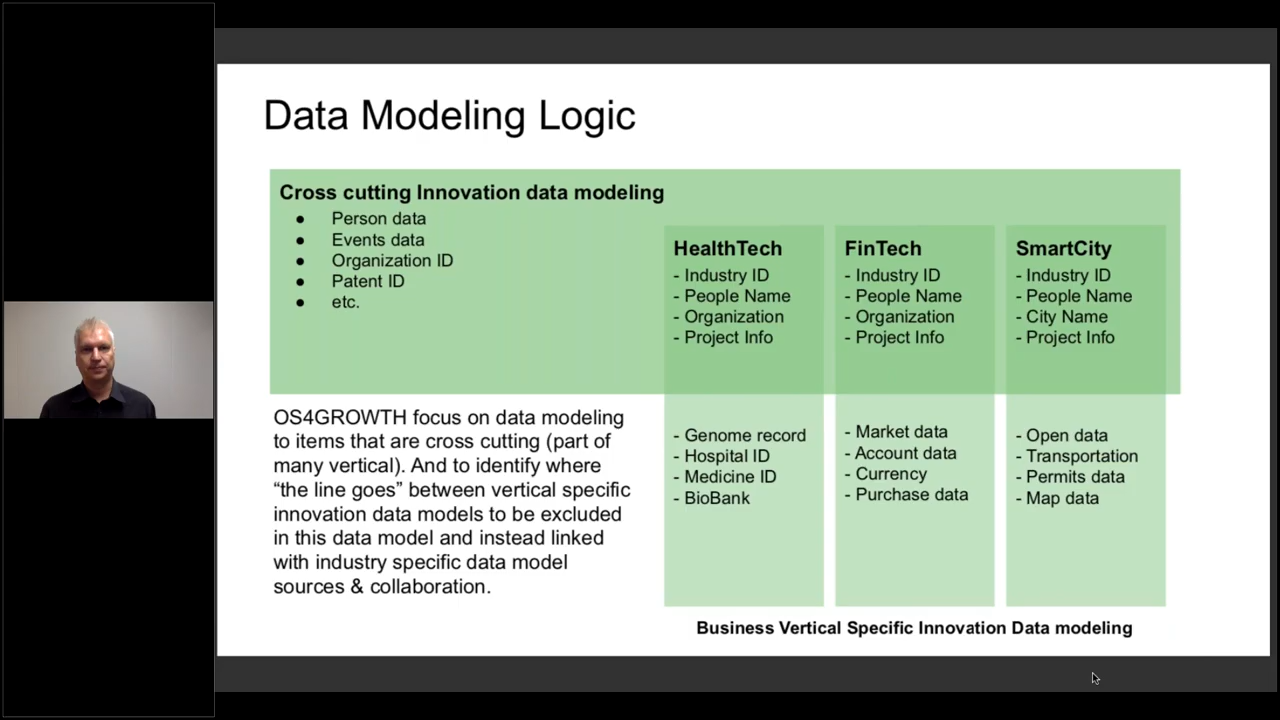 Data Modeling Logic
Cross cutting Innovation data modeling
● Person data
● Events data
● Organization ID
● Patent ID
● etc.
HealthTech
- Industry ID
- People Name
- Organization
- Project Info
- Genome record
- Hospital ID
- Medicine ID
- BioBank
FinTech
- Industry ID
- People Name
- Organization
- Project Info
- Market data
- Account data
- Currency
- Purchase data
SmartCity
- Industry ID
- People Name
- City Name
- Project Info
- Open data
- Transportation
- Permits data
- Map data
OS4GROWTH focus on data modeling
to items that are cross cutting (part of
many vertical). And to identify where
“the line goes” between vertical specific
innovation data models to be excluded
in this data model and instead linked
with industry specific data model
sources & collaboration.
Business Vertical Specific Innovation Data modeling